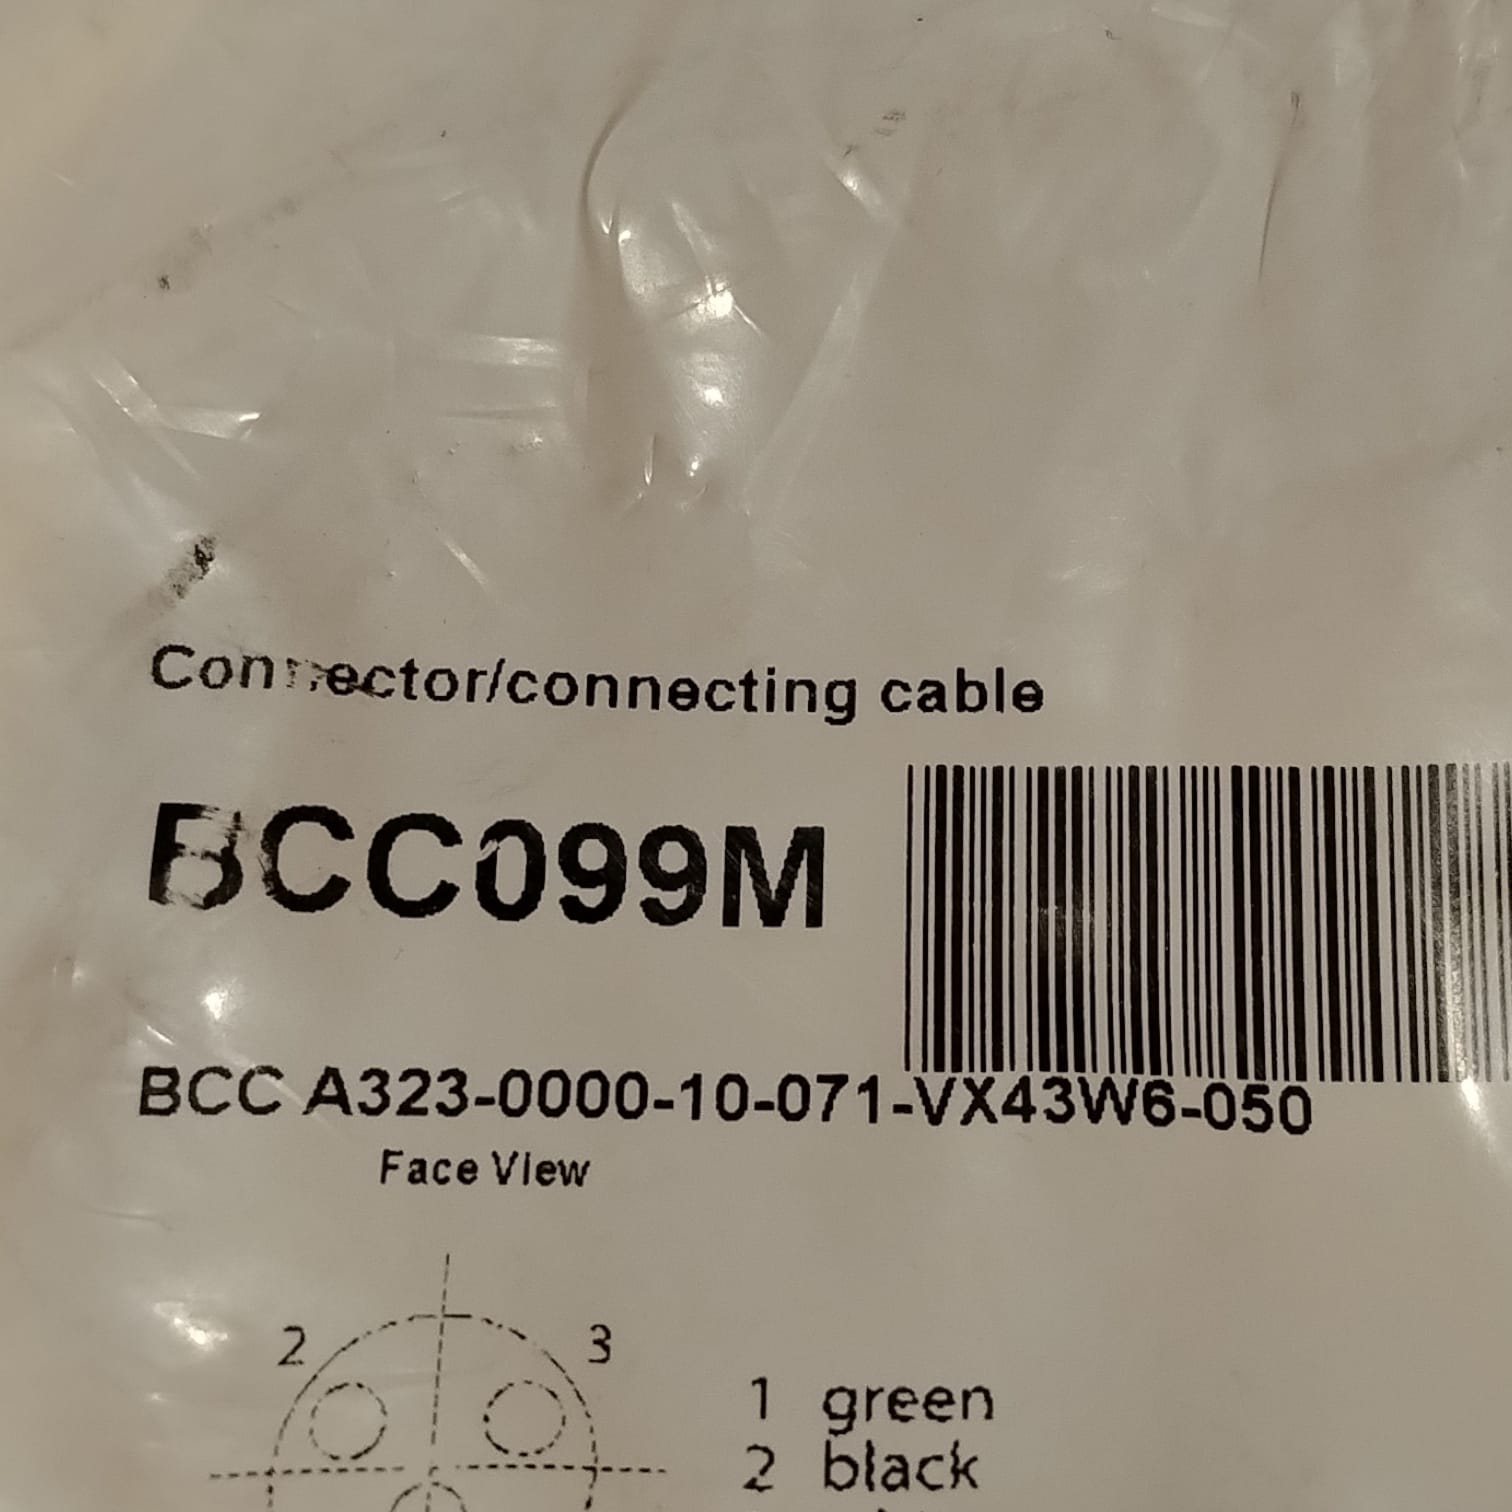 Connector/connecting cable
BCC099M
BCC A323-0000-10-071-VX43W6-050
Face View
2 3
1 green
2 black